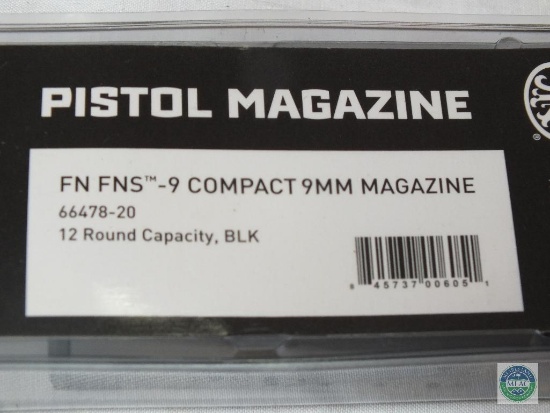 PISTOL MAGAZINE
FN FNS™-9 COMPACT 9MM MAGAZINE
66478-20
12 Round Capacity, BLK
8 45737 00605 1
®